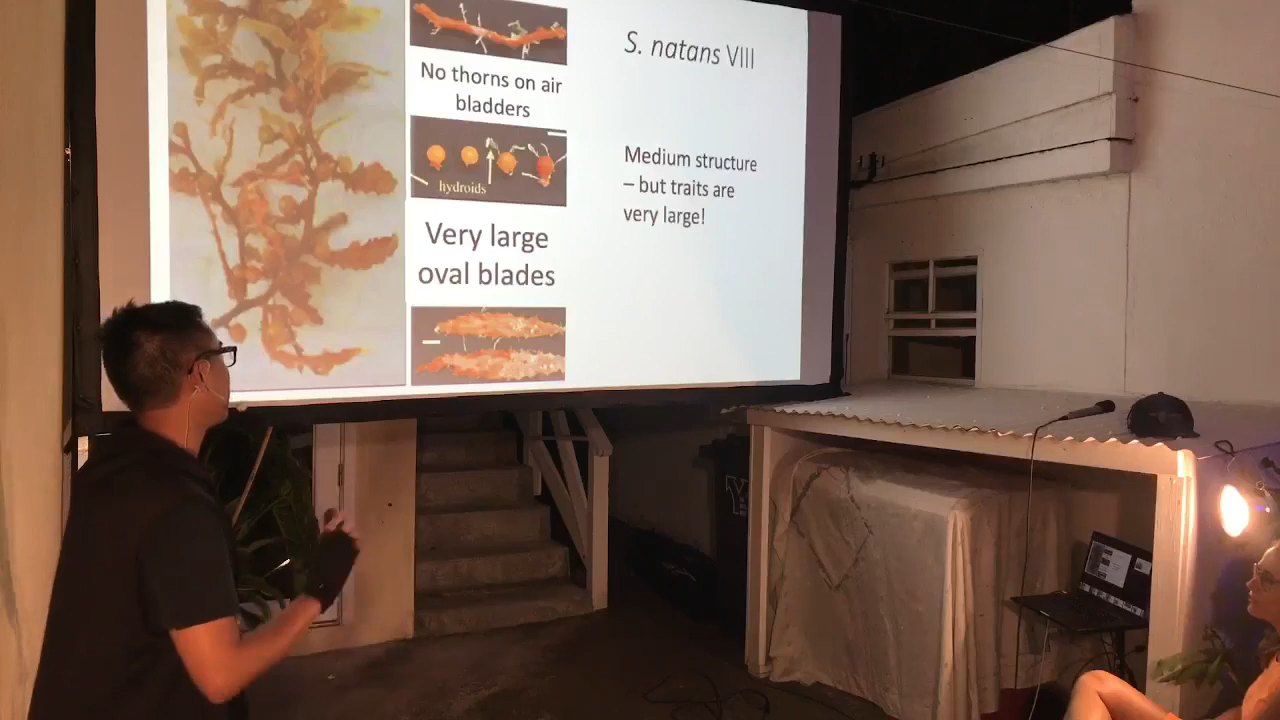 S. natans VIII
No thorns on air
bladders
hydroids
Very large
oval blades
Medium structure
– but traits are
very large!